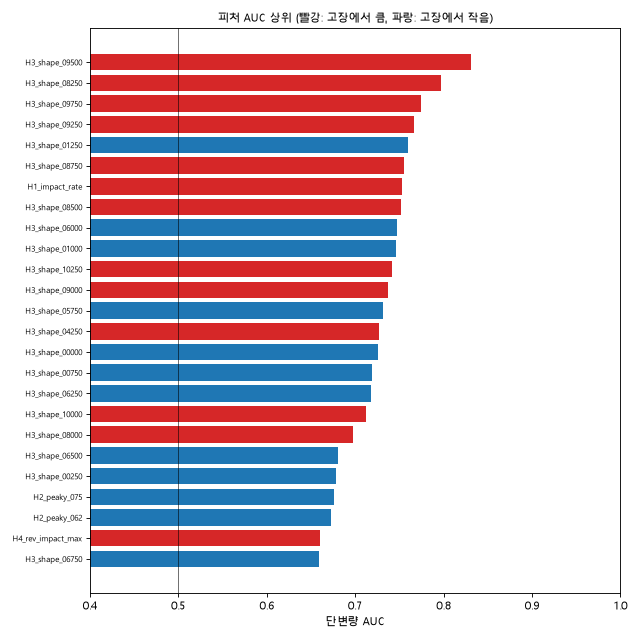 피처 AUC 상위 (빨강: 고장에서 큼, 파랑: 고장에서 작음)
H3_shape_09500
H3_shape_08250
H3_shape_09750
H3_shape_09250
H3_shape_01250
H3_shape_08750
H1_impact_rate
H3_shape_08500
H3_shape_06000
H3_shape_01000
H3_shape_10250
H3_shape_09000
H3_shape_05750
H3_shape_04250
H3_shape_00000
H3_shape_00750
H3_shape_06250
H3_shape_10000
H3_shape_08000
H3_shape_06500
H3_shape_00250
H2_peaky_075
H2_peaky_062
H4_rev_impact_max
H3_shape_06750
0.4 0.5 0.6 0.7 0.8 0.9 1.0
단변량 AUC